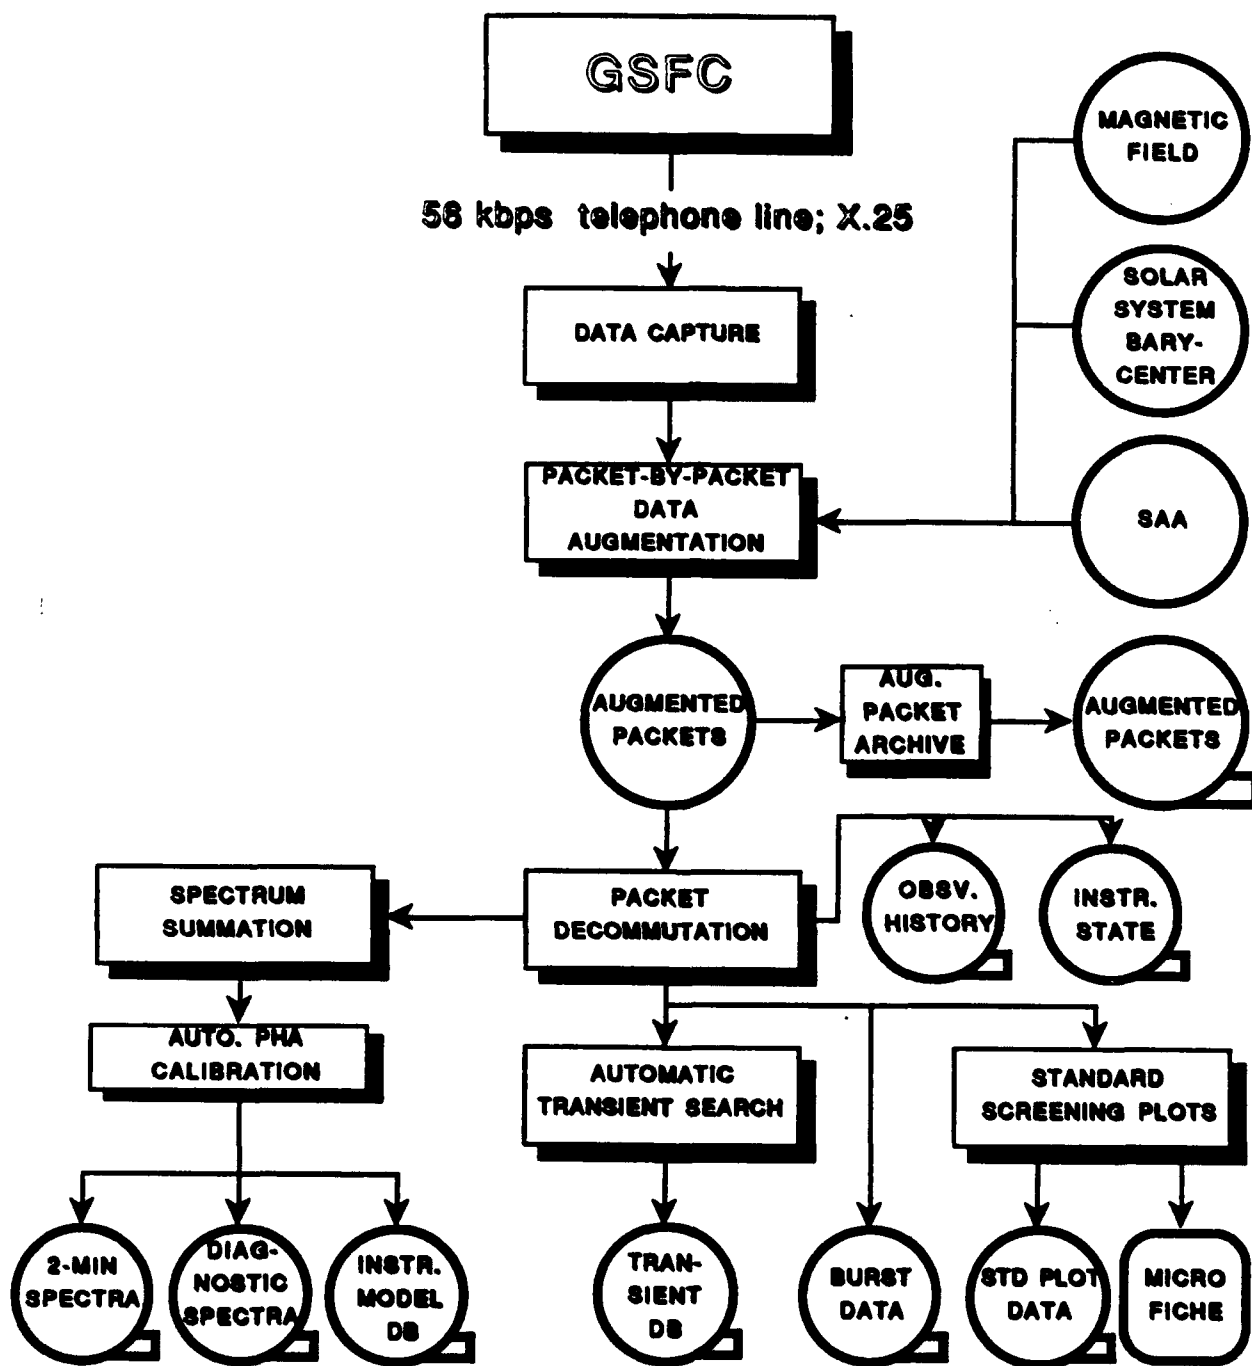 GSFC
56 kbps telephone line; X.25
MAGNETIC
FIELD
SOLAR
SYSTEM
BARY-
CENTER
DATA CAPTURE
PACKET-BY-PACKET
DATA
AUGMENTATION
SAA
AUGMENTED
PACKETS
AUG.
PACKET
ARCHIVE
AUGMENTED
PACKETS
SPECTRUM
SUMMATION
PACKET
DECOMMUTATION
OBSV.
HISTORY
INSTR.
STATE
AUTO. PHA
CALIBRATION
AUTOMATIC
TRANSIENT SEARCH
STANDARD
SCREENING PLOTS
2-MIN
SPECTRA
DIAG-
NOSTIC
SPECTRA
INSTR.
MODEL
DB
TRAN-
SIENT
DB
BURST
DATA
STD PLOT
DATA
MICRO
FICHE